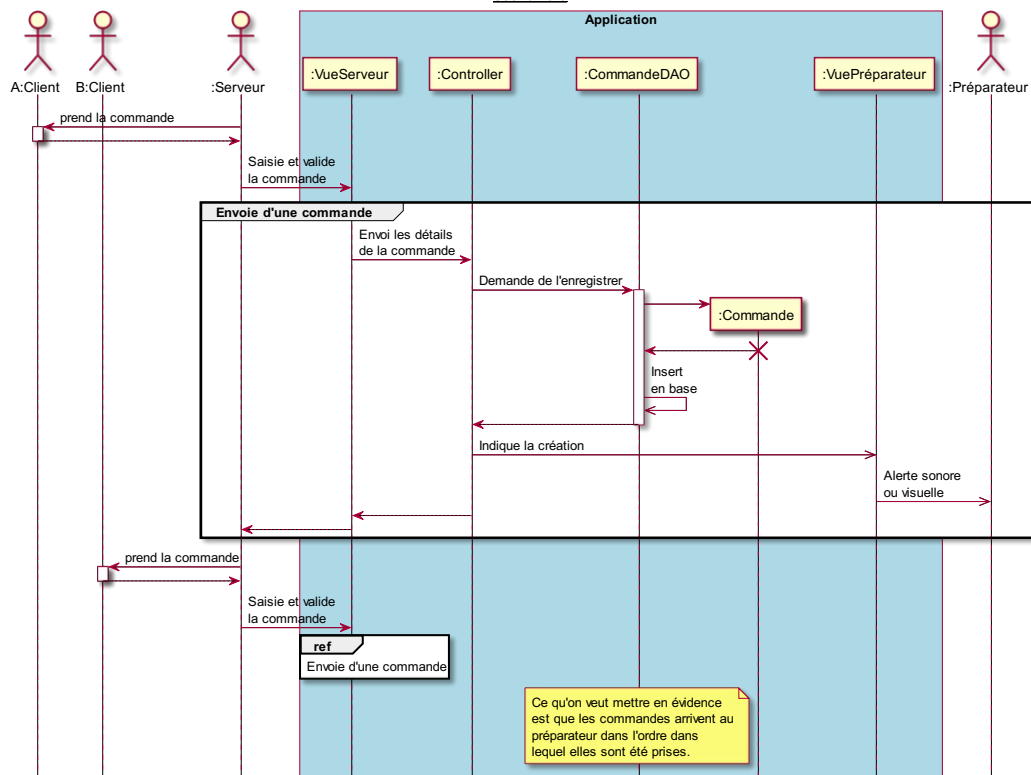 Application
A:Client
B:Client
:Serveur
:VueServeur
:Controller
:CommandeDAO
:VuePréparateur
:Préparateur
prend la commande
Saisie et valide
la commande
Envoie d'une commande
Envoi les détails
de la commande
Demande de l'enregistrer
:Commande
Insert
en base
Indique la création
Alerte sonore
ou visuelle
prend la commande
Saisie et valide
la commande
ref
Envoie d'une commande
Ce qu'on veut mettre en évidence
est que les commandes arrivent au
préparateur dans l'ordre dans
lequel elles sont été prises.